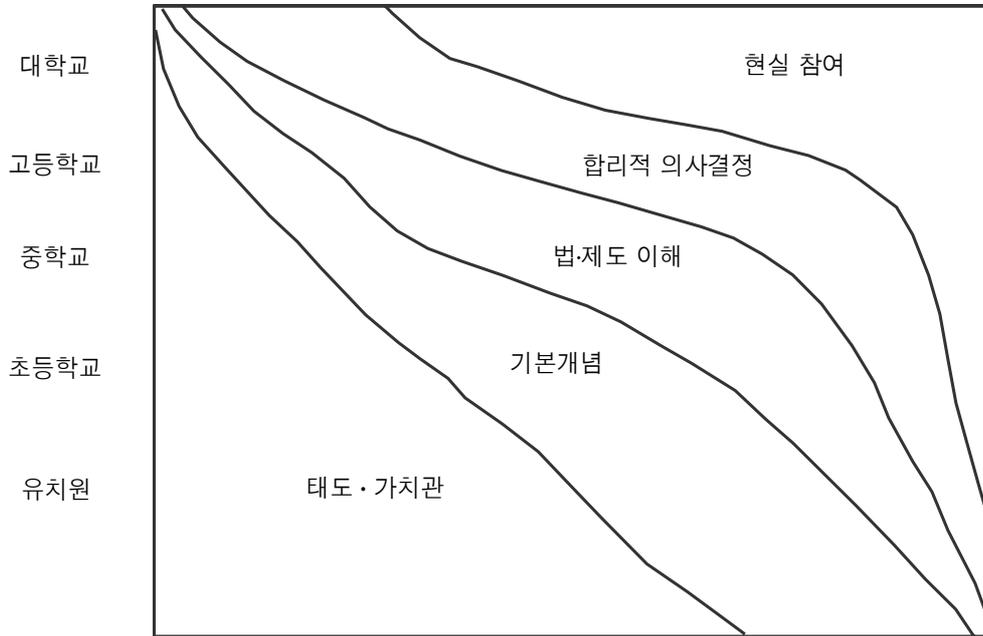 대학교
현실 참여
고등학교
합리적 의사결정
중학교
법·제도 이해
초등학교
기본개념
유치원
태도·가치관